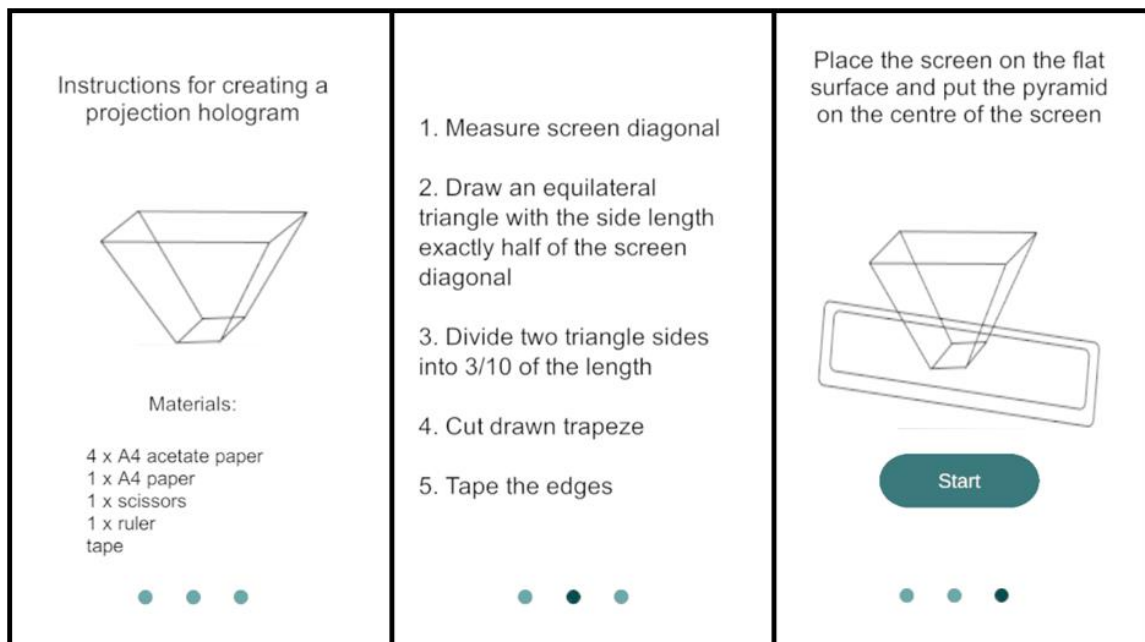 Instructions for creating a
projection hologram
Materials:
4 x A4 acetate paper
1 x A4 paper
1 x scissors
1 x ruler
tape
1. Measure screen diagonal
2. Draw an equilateral
triangle with the side length
exactly half of the screen
diagonal
3. Divide two triangle sides
into 3/10 of the length
4. Cut drawn trapeze
5. Tape the edges
Place the screen on the flat
surface and put the pyramid
on the centre of the screen
Start